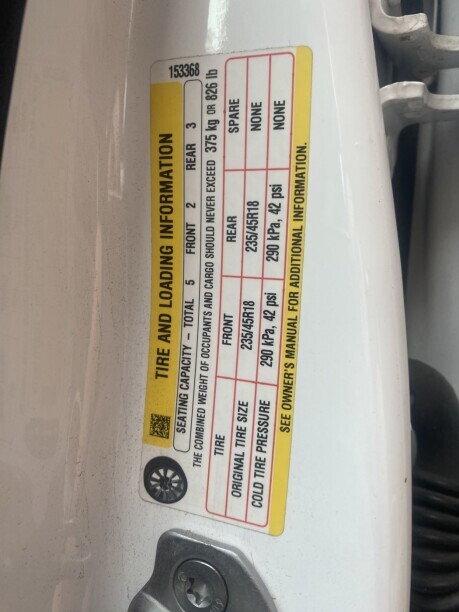 153368
TIRE AND LOADING INFORMATION
SEATING CAPACITY – TOTAL 5 FRONT 2 REAR 3
THE COMBINED WEIGHT OF OCCUPANTS AND CARGO SHOULD NEVER EXCEED 375 kg OR 826 lb
TIRE FRONT REAR SPARE
ORIGINAL TIRE SIZE 235/45R18 235/45R18 NONE
COLD TIRE PRESSURE 290 kPa, 42 psi 290 kPa, 42 psi NONE
SEE OWNER'S MANUAL FOR ADDITIONAL INFORMATION.